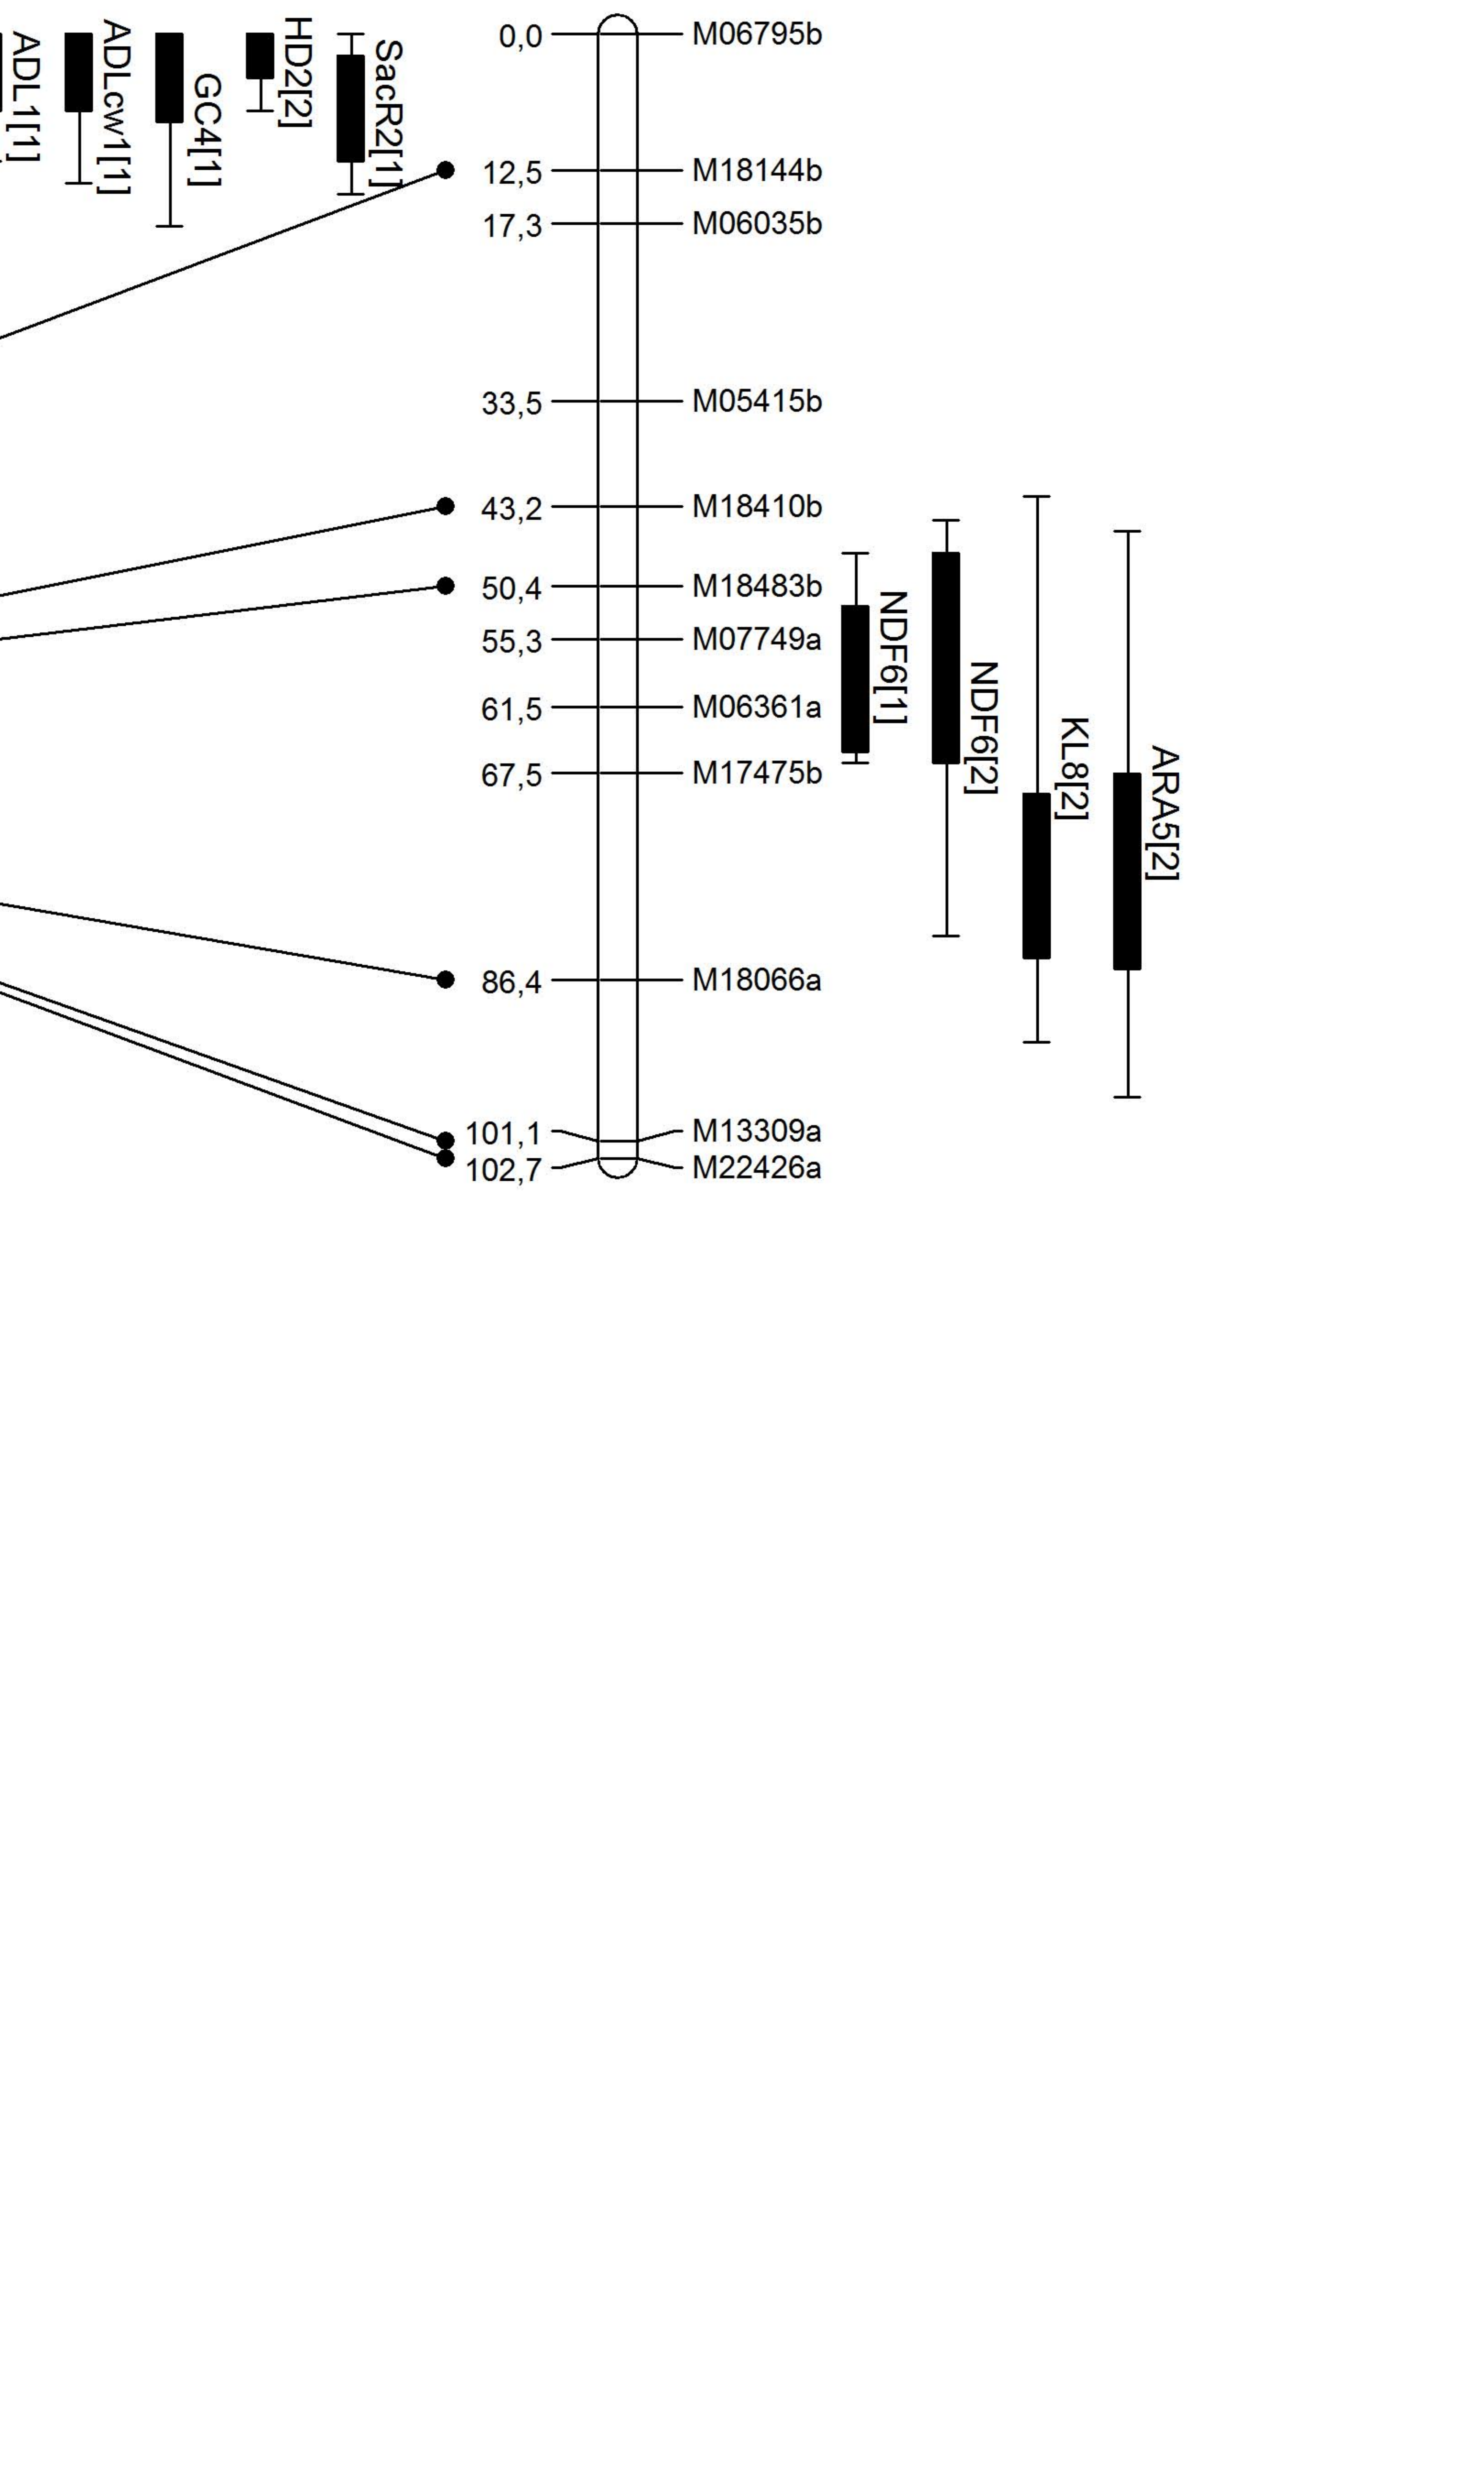 ADL1[1]
ADLcw1[1]
GC4[1]
HD2[2]
SacR2[1]
0,0 M06795b
12,5 M18144b
17,3 M06035b
33,5 M05415b
43,2 M18410b
50,4 M18483b
55,3 M07749a
61,5 M06361a
67,5 M17475b
86,4 M18066a
101,1 M13309a
102,7 M22426a
NDF6[1]
NDF6[2]
KL8[2]
ARA5[2]